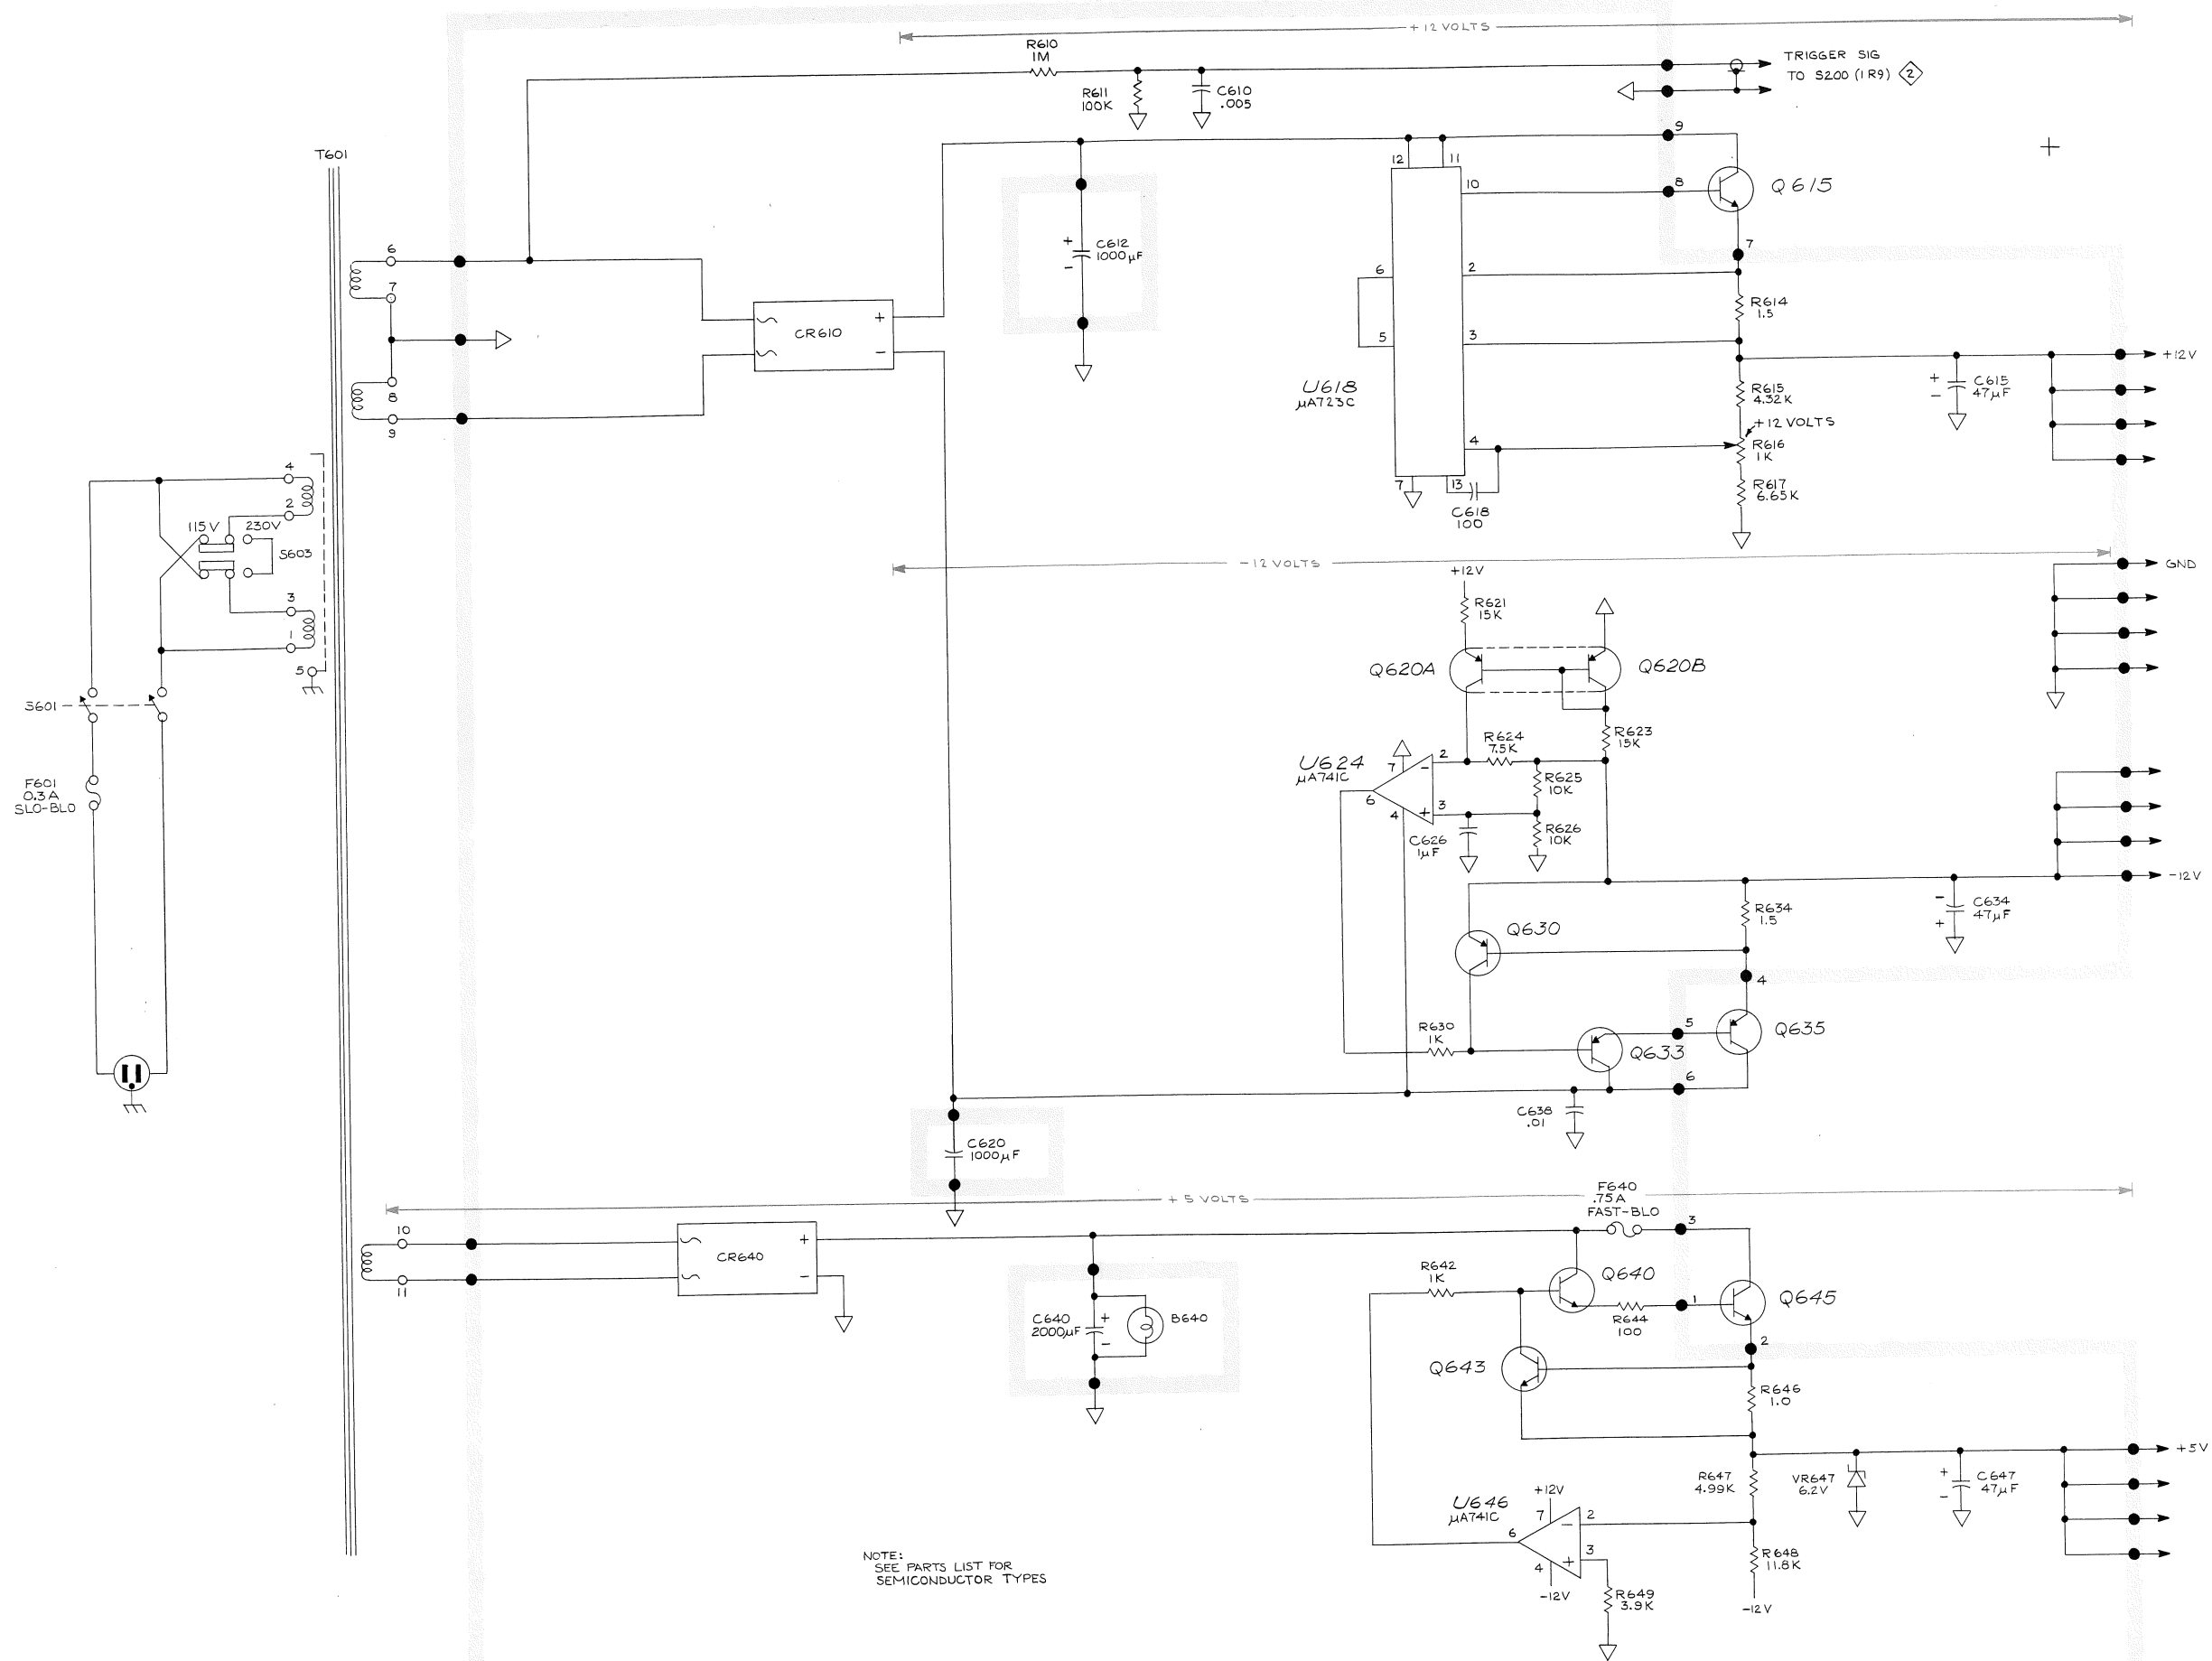 +12 VOLTS
R610
1M
R611
100K
C610
.005
TRIGGER SIG
TO S200 (1R9) 2
T601
9
12
11
10
8
Q615
6
7
7
C612
1000µF
+
−
6
2
R614
1.5
CR610
+
−
5
3
+12V
U618
µA723C
R615
4.32K
+
−
C615
47µF
8
9
+12 VOLTS
4
R616
1K
7
13
R617
6.65K
C618
100
4
2
115V
230V
S603
3
1
5
−12 VOLTS
GND
+12V
R621
15K
Q620A
Q620B
S601
R623
15K
R624
7.5K
U624
µA741C
7
2
−
R625
10K
6
3
+
4
R626
10K
C626
1µF
F601
0.3A
SLO-BLO
−12V
R634
1.5
−
+
C634
47µF
Q630
4
R630
1K
5
Q635
Q633
6
C638
.01
C620
1000µF
+5 VOLTS
F640
.75A
FAST-BLO
3
10
11
CR640
+
−
R642
1K
Q640
1
Q645
R644
100
C640
2000µF
+
−
B640
2
Q643
R646
1.0
+5V
R647
4.99K
VR647
6.2V
+
−
C647
47µF
U646
µA741C
+12V
7
2
−
6
3
+
4
−12V
R648
11.8K
−12V
R649
3.9K
NOTE:
SEE PARTS LIST FOR
SEMICONDUCTOR TYPES